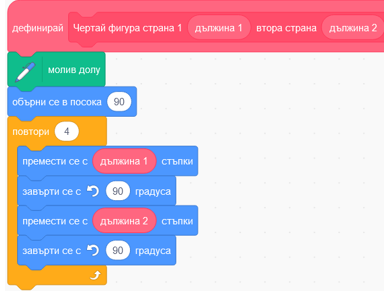 дефинирай Чертай фигура страна 1 дължина 1 втора страна дължина 2
молив долу
обърни се в посока 90
повтори 4
премести се с дължина 1 стъпки
завърти се с 90 градуса
премести се с дължина 2 стъпки
завърти се с 90 градуса